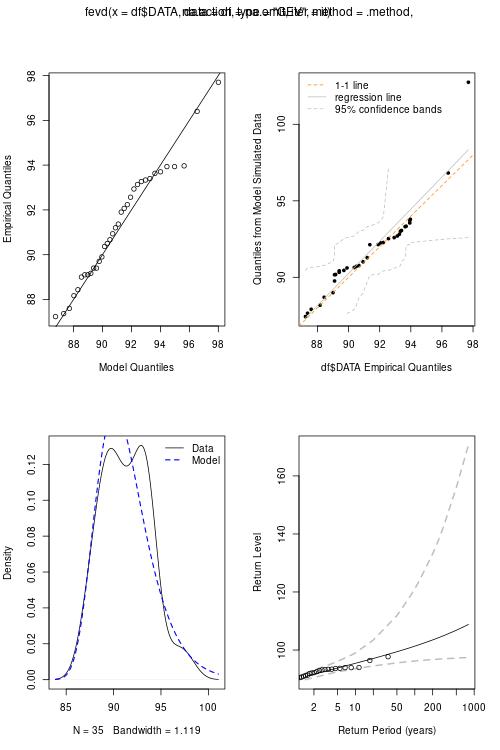 fevd(x = df$DATA,
method = .method,
98
96
94
92
90
88
Empirical Quantiles
88 90 92 94 96 98
Model Quantiles
1-1 line
regression line
95% confidence bands
100
95
90
Quantiles from Model Simulated Data
88 90 92 94 96 98
df$DATA Empirical Quantiles
Data
Model
0.12
0.10
0.08
0.06
0.04
0.02
0.00
Density
85 90 95 100
N = 35 Bandwidth = 1.119
160
140
120
100
Return Level
2 5 10 50 200 1000
Return Period (years)